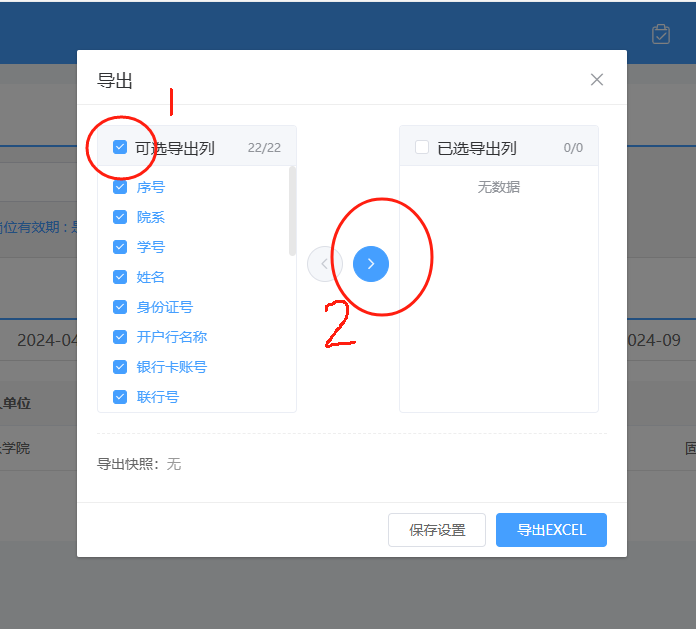 导出
1
可选导出列 22/22
已选导出列 0/0
序号
无数据
院系
岗位有效期：
学号
姓名
身份证号
2
开户行名称
2024-04
024-09
银行卡账号
联行号
单位
学院
导出快照：无
保存设置
导出EXCEL